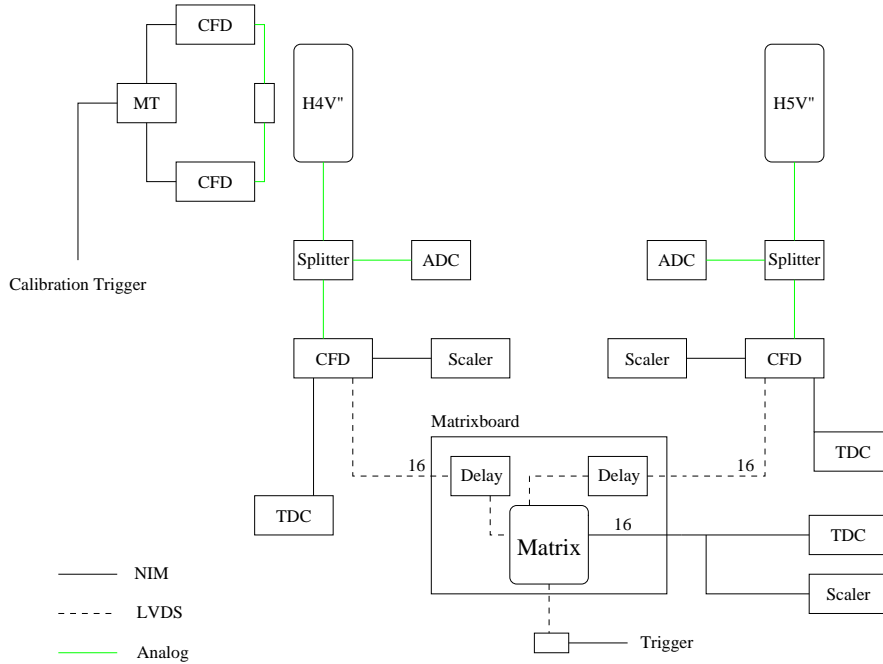 CFD
MT
CFD
H4V"
H5V"
Calibration Trigger
Splitter
ADC
ADC
Splitter
CFD
Scaler
Scaler
CFD
Matrixboard
16
Delay
Delay
16
TDC
TDC
Matrix
16
TDC
Scaler
Trigger
NIM
LVDS
Analog